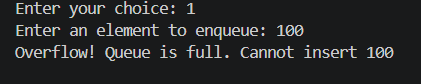 Enter your choice: 1
Enter an element to enqueue: 100
Overflow! Queue is full. Cannot insert 100